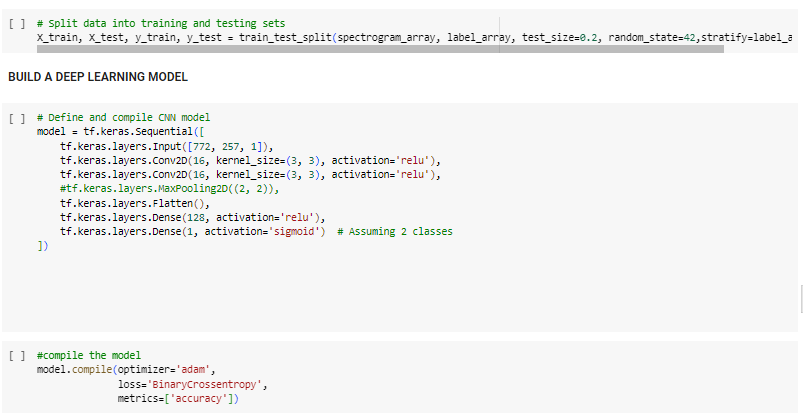 [ ] # Split data into training and testing sets
X_train, X_test, y_train, y_test = train_test_split(spectrogram_array, label_array, test_size=0.2, random_state=42,stratify=label_a
BUILD A DEEP LEARNING MODEL
[ ] # Define and compile CNN model
model = tf.keras.Sequential([
    tf.keras.layers.Input([772, 257, 1]),
    tf.keras.layers.Conv2D(16, kernel_size=(3, 3), activation='relu'),
    tf.keras.layers.Conv2D(16, kernel_size=(3, 3), activation='relu'),
    #tf.keras.layers.MaxPooling2D((2, 2)),
    tf.keras.layers.Flatten(),
    tf.keras.layers.Dense(128, activation='relu'),
    tf.keras.layers.Dense(1, activation='sigmoid')  # Assuming 2 classes
])
[ ] #compile the model
model.compile(optimizer='adam',
              loss='BinaryCrossentropy',
              metrics=['accuracy'])